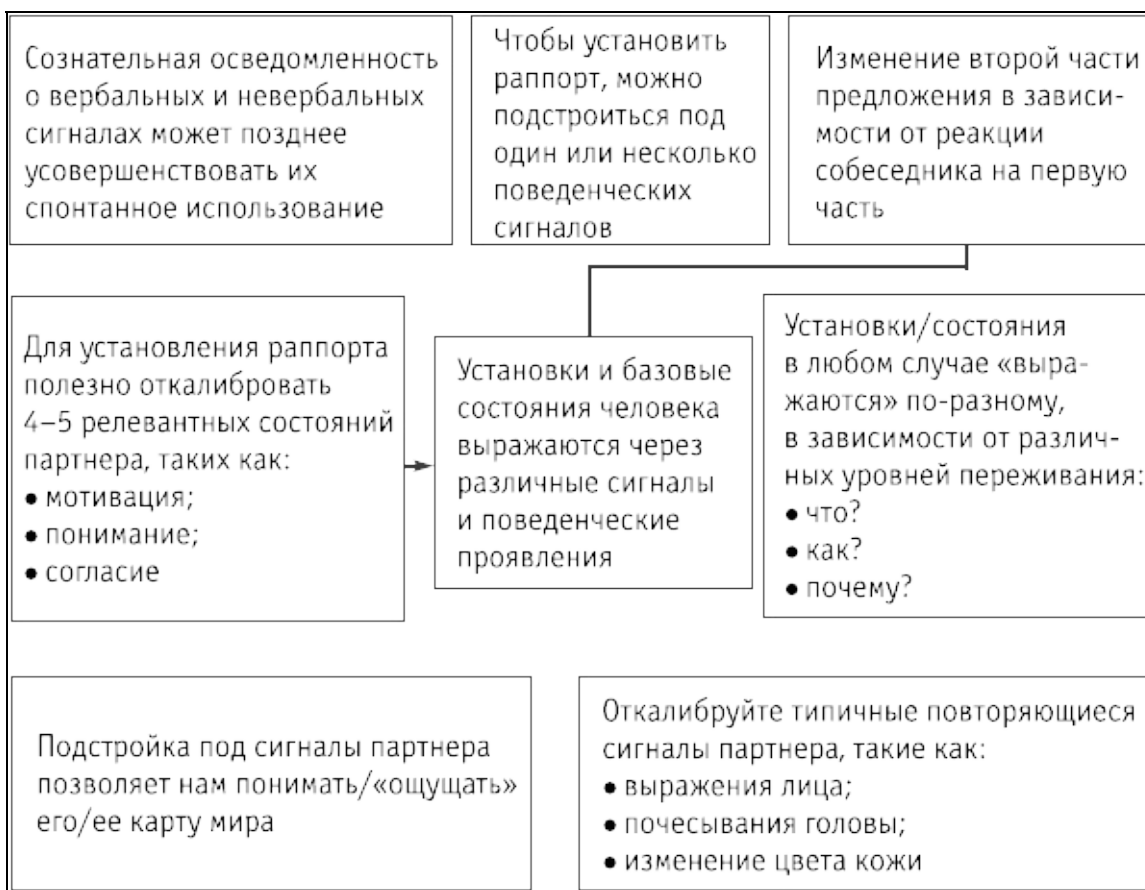 Сознательная осведомленность
о вербальных и невербальных
сигналах может позднее
усовершенствовать их
спонтанное использование
Чтобы установить
раппорт, можно
подстроиться под
один или несколько
поведенческих
сигналов
Изменение второй части
предложения в зависи-
мости от реакции
собеседника на первую
часть
Для установления раппорта
полезно откалибровать
4–5 релевантных состояний
партнера, таких как:
• мотивация;
• понимание;
• согласие
Установки и базовые
состояния человека
выражаются через
различные сигналы
и поведенческие
проявления
Установки/состояния
в любом случае «выра-
жаются» по-разному,
в зависимости от различ-
ных уровней переживания:
• что?
• как?
• почему?
Подстройка под сигналы партнера
позволяет нам понимать/«ощущать»
его/ее карту мира
Откалибруйте типичные повторяющиеся
сигналы партнера, такие как:
• выражения лица;
• почесывания головы;
• изменение цвета кожи